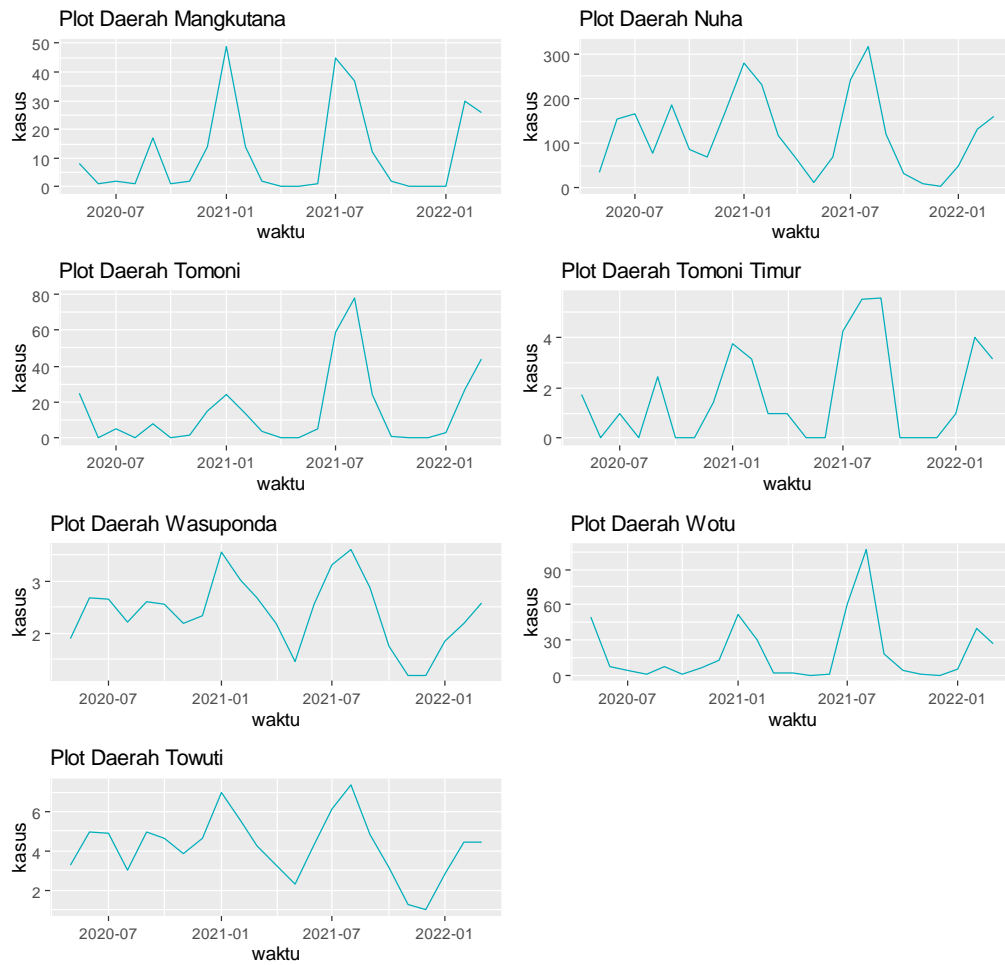 Plot Daerah Mangkutana
50
40
30
20
10
0
kasus
2020-07 2021-01 2021-07 2022-01
waktu
Plot Daerah Nuha
300
200
100
0
kasus
2020-07 2021-01 2021-07 2022-01
waktu
Plot Daerah Tomoni
80
60
40
20
0
kasus
2020-07 2021-01 2021-07 2022-01
waktu
Plot Daerah Tomoni Timur
4
2
0
kasus
2020-07 2021-01 2021-07 2022-01
waktu
Plot Daerah Wasuponda
3
2
kasus
2020-07 2021-01 2021-07 2022-01
waktu
Plot Daerah Wotu
90
60
30
0
kasus
2020-07 2021-01 2021-07 2022-01
waktu
Plot Daerah Towuti
6
4
2
kasus
2020-07 2021-01 2021-07 2022-01
waktu